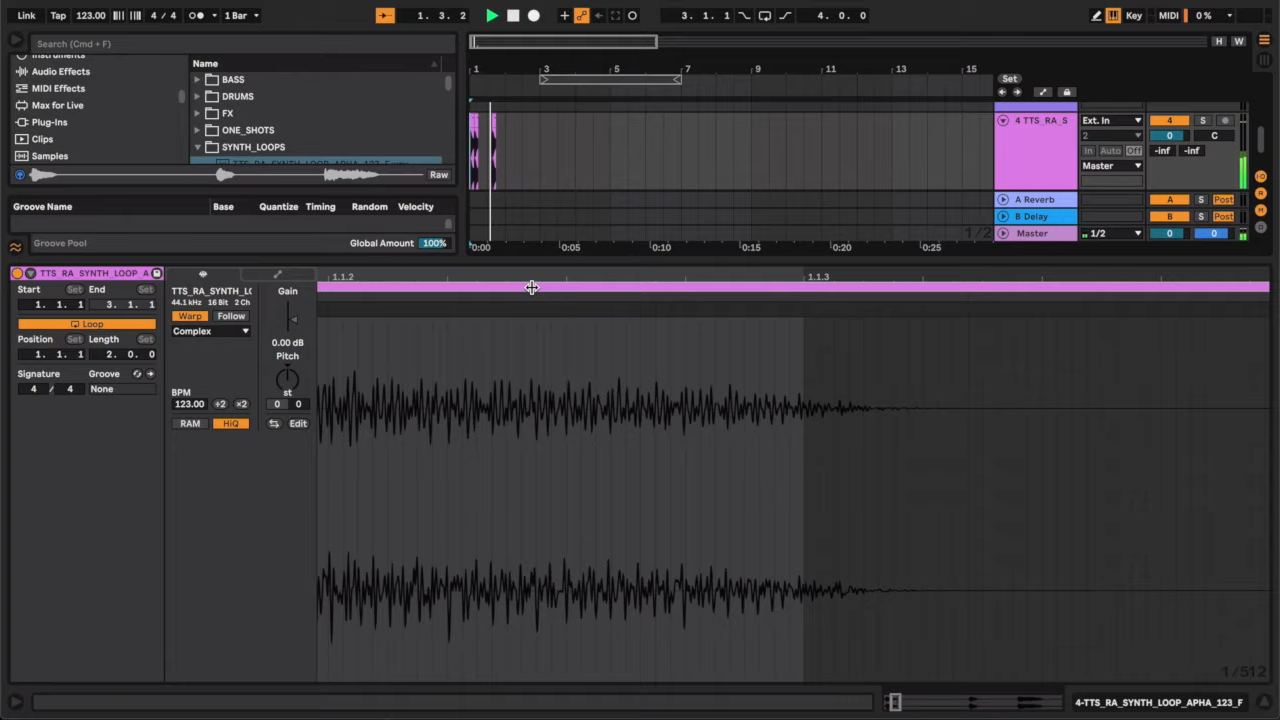 Link Tap 123.00 4 / 4 1 Bar 1. 3. 2 3. 1. 1 4. 0. 0 Key MIDI 0 %
Search (Cmd + F)
H W
Audio Effects
MIDI Effects
Max for Live
Plug-Ins
Clips
Samples
Name
BASS
DRUMS
FX
ONE_SHOTS
SYNTH_LOOPS
Raw
Groove Name Base Quantize Timing Random Velocity
Groove Pool Global Amount 100%
1 3 5 7 9 11 13 15
Set
4 TTS_RA_S Ext. In 4 S
2 0 C
In Auto Off -inf -inf
Master
A Reverb A S Post
B Delay B S Post
Master 1/2 0 0
1/2
0:00 0:05 0:10 0:15 0:20 0:25
TTS_RA_SYNTH_LOOP_A
Start Set End Set
1. 1. 1 3. 1. 1
Loop
Position Set Length Set
1. 1. 1 2. 0. 0
Signature Groove
4 / 4 None
TTS_RA_SYNTH_LO
44.1 kHz 16 Bit 2 Ch
Warp Follow
Complex
BPM
123.00 ÷2 ×2
RAM HiQ
Gain
0.00 dB
Pitch
st
0 0
Edit
1.1.2 1.1.3
1/512
4-TTS_RA_SYNTH_LOOP_APHA_123_F